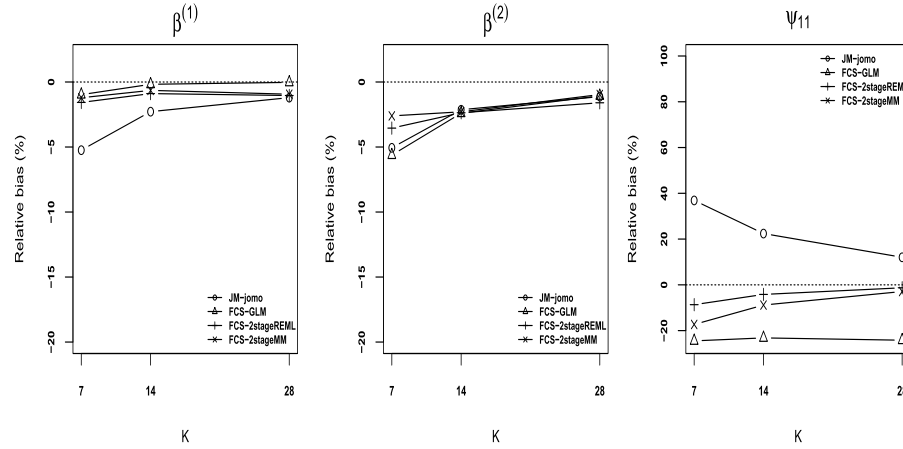 β(1)
Relative bias (%)
0
−5
−10
−15
−20
JM-jomo
FCS-GLM
FCS-2stageREML
FCS-2stageMM
7
14
28
K
β(2)
Relative bias (%)
0
−5
−10
−15
−20
JM-jomo
FCS-GLM
FCS-2stageREML
FCS-2stageMM
7
14
28
K
Ψ11
Relative bias (%)
100
80
60
40
20
0
−20
JM-jomo
FCS-GLM
FCS-2stageREM
FCS-2stageMM
7
14
28
K